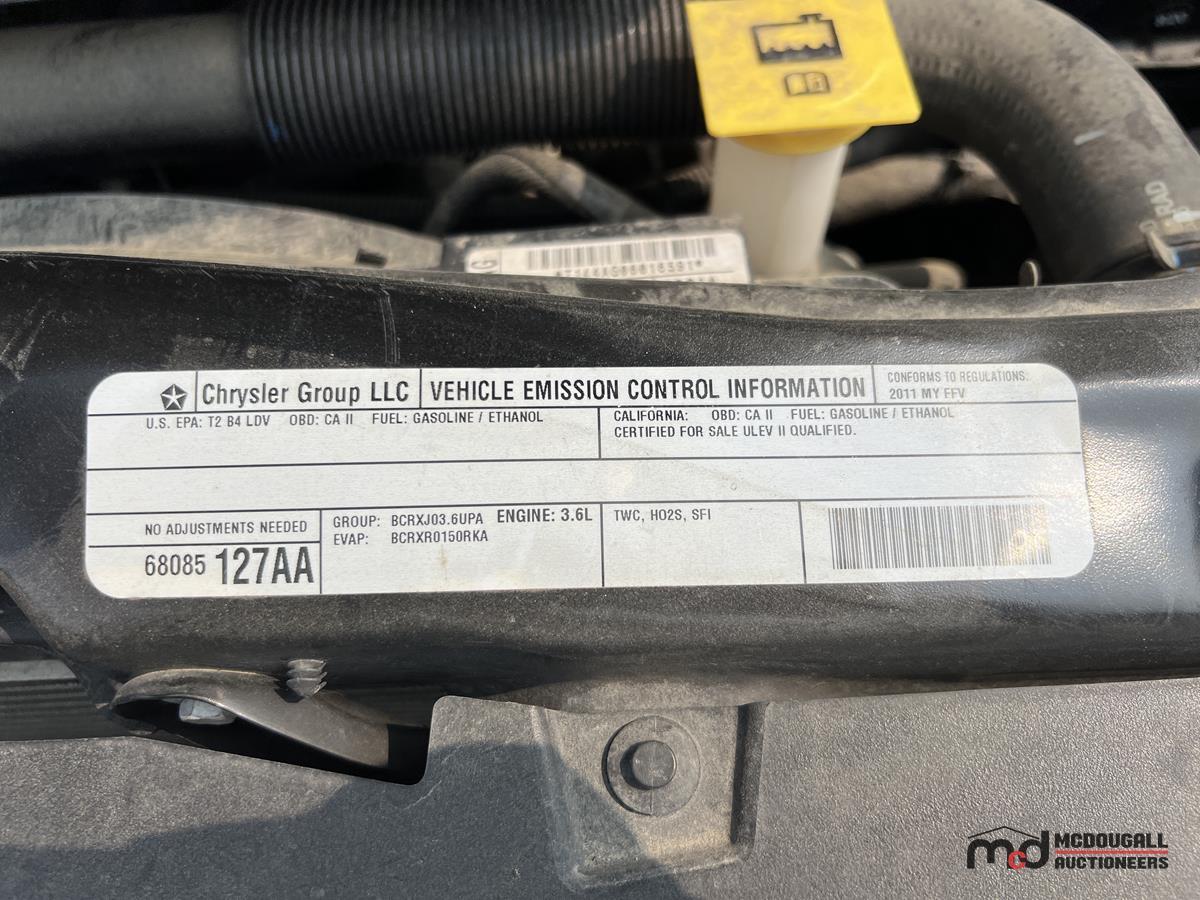 Chrysler Group LLC
VEHICLE EMISSION CONTROL INFORMATION
CONFORMS TO REGULATIONS:
2011 MY FFV
U.S. EPA: T2 B4 LDV OBD: CA II FUEL: GASOLINE / ETHANOL
CALIFORNIA: OBD: CA II FUEL: GASOLINE / ETHANOL
CERTIFIED FOR SALE ULEV II QUALIFIED.
NO ADJUSTMENTS NEEDED
68085 127AA
GROUP: BCRXJ03.6UPA ENGINE: 3.6L
EVAP: BCRXR0150RKA
TWC, HO2S, SFI
mcd MCDOUGALL
AUCTIONEERS